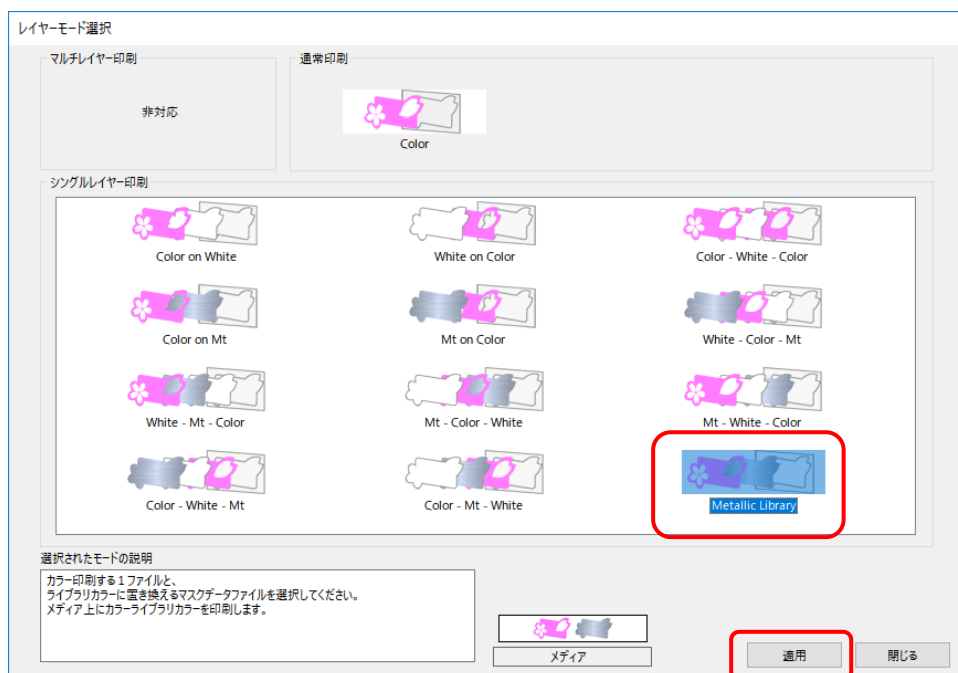 レイヤーモード選択
マルチレイヤー印刷
非対応
通常印刷
Color
シングルレイヤー印刷
Color on White
White on Color
Color - White - Color
Color on Mt
Mt on Color
White - Color - Mt
White - Mt - Color
Mt - Color - White
Mt - White - Color
Color - White - Mt
Color - Mt - White
Metallic Library
選択されたモードの説明
カラー印刷する１ファイルと、
ライブラリカラーに置き換えるマスクデータファイルを選択してください。
メディア上にカラーライブラリカラーを印刷します。
メディア
適用
閉じる